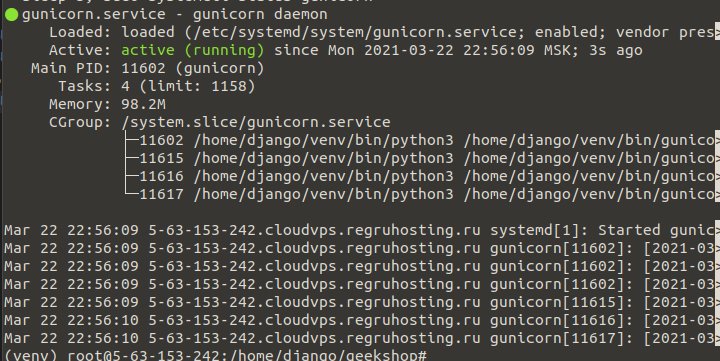 ● gunicorn.service - gunicorn daemon
Loaded: loaded (/etc/systemd/system/gunicorn.service; enabled; vendor pres>
Active: active (running) since Mon 2021-03-22 22:56:09 MSK; 3s ago
Main PID: 11602 (gunicorn)
Tasks: 4 (limit: 1158)
Memory: 98.2M
CGroup: /system.slice/gunicorn.service
├─11602 /home/django/venv/bin/python3 /home/django/venv/bin/gunico>
├─11615 /home/django/venv/bin/python3 /home/django/venv/bin/gunico>
├─11616 /home/django/venv/bin/python3 /home/django/venv/bin/gunico>
└─11617 /home/django/venv/bin/python3 /home/django/venv/bin/gunico>
Mar 22 22:56:09 5-63-153-242.cloudvps.regruhosting.ru systemd[1]: Started gunic>
Mar 22 22:56:09 5-63-153-242.cloudvps.regruhosting.ru gunicorn[11602]: [2021-03>
Mar 22 22:56:09 5-63-153-242.cloudvps.regruhosting.ru gunicorn[11602]: [2021-03>
Mar 22 22:56:09 5-63-153-242.cloudvps.regruhosting.ru gunicorn[11602]: [2021-03>
Mar 22 22:56:09 5-63-153-242.cloudvps.regruhosting.ru gunicorn[11615]: [2021-03>
Mar 22 22:56:10 5-63-153-242.cloudvps.regruhosting.ru gunicorn[11616]: [2021-03>
Mar 22 22:56:10 5-63-153-242.cloudvps.regruhosting.ru gunicorn[11617]: [2021-03>
(venv) root@5-63-153-242:/home/django/geekshop#